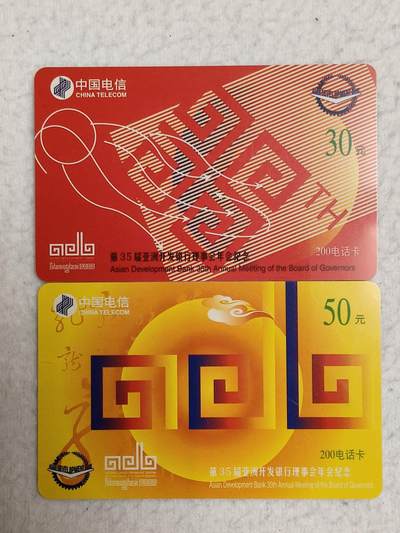 中国电信
CHINA TELECOM
DEVELOPMENT
30元
TH
第35届亚洲开发银行理事会年会纪念
200电话卡
Asian Development Bank 35th Annual Meeting of the Board of Governors
中国电信
CHINA TELECOM
50元
adb
200电话卡
DEVELOPMENT
第35届亚洲开发银行理事会年会纪念
Asian Development Bank 35th Annual Meeting of the Board of Governors